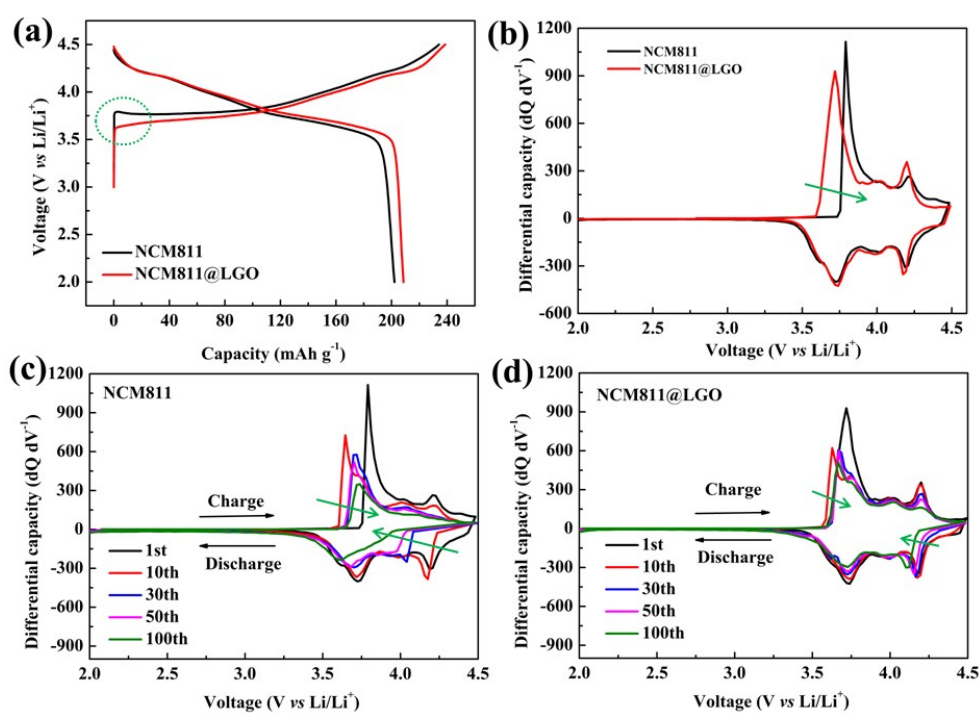 (a)
4.5
4.0
3.5
3.0
2.5
2.0
Voltage (V vs Li/Li⁺)
NCM811
NCM811@LGO
0 40 80 120 160 200 240
Capacity (mAh g⁻¹)
(b)
1200
900
600
300
0
-300
-600
Differential capacity (dQ dV⁻¹)
NCM811
NCM811@LGO
2.0 2.5 3.0 3.5 4.0 4.5
Voltage (V vs Li/Li⁺)
(c)
1200
900
600
300
0
-300
-600
-900
Differential capacity (dQ dV⁻¹)
NCM811
Charge
Discharge
1st
10th
30th
50th
100th
2.0 2.5 3.0 3.5 4.0 4.5
Voltage (V vs Li/Li⁺)
(d)
1200
900
600
300
0
-300
-600
-900
Differential capacity (dQ dV⁻¹)
NCM811@LGO
Charge
Discharge
1st
10th
30th
50th
100th
2.0 2.5 3.0 3.5 4.0 4.5
Voltage (V vs Li/Li⁺)